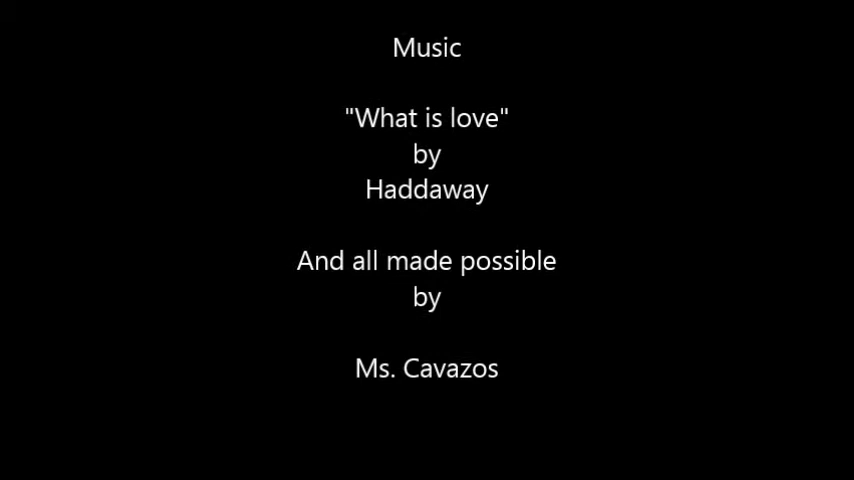 Music
"What is love"
by
Haddaway
And all made possible
by
Ms. Cavazos